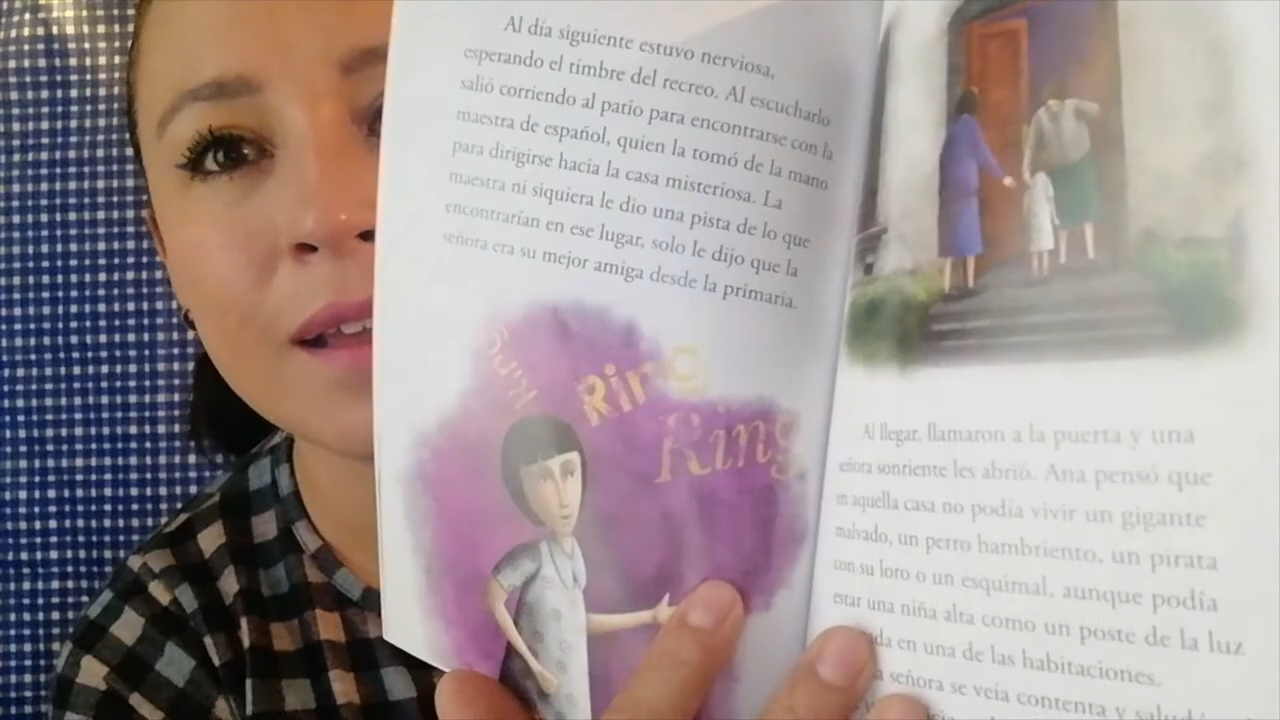 Al día siguiente estuvo nerviosa,
esperando el timbre del recreo. Al escucharlo
salió corriendo al patio para encontrarse con la
maestra de español, quien la tomó de la mano
para dirigirse hacia la casa misteriosa. La
maestra ni siquiera le dio una pista de lo que
encontrarían en ese lugar, solo le dijo que la
señora era su mejor amiga desde la primaria.
Ring
Ring
Ring
Al llegar, llamaron a la puerta y una
señora sonriente les abrió. Ana pensó que
en aquella casa no podía vivir un gigante
malvado, un perro hambriento, un pirata
con su loro o un esquimal, aunque podía
estar una niña alta como un poste de la luz
en una de las habitaciones.
señora se veía contenta y